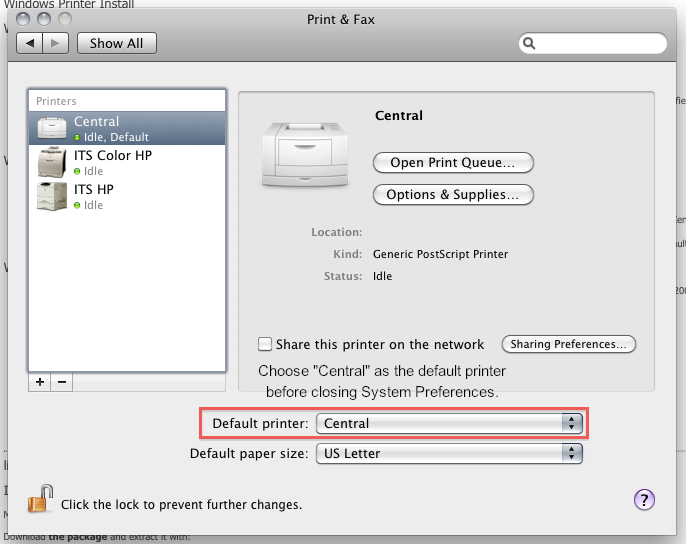 Windows Printer Install
Print & Fax
Show All
Printers
Central
Idle, Default
ITS Color HP
Idle
ITS HP
Idle
Central
Open Print Queue...
Options & Supplies...
Location:
Kind: Generic PostScript Printer
Status: Idle
Share this printer on the network
Sharing Preferences...
Choose "Central" as the default printer
before closing System Preferences.
+ −
Default printer: Central
Default paper size: US Letter
Click the lock to prevent further changes.
?
Download the package and extract it with: